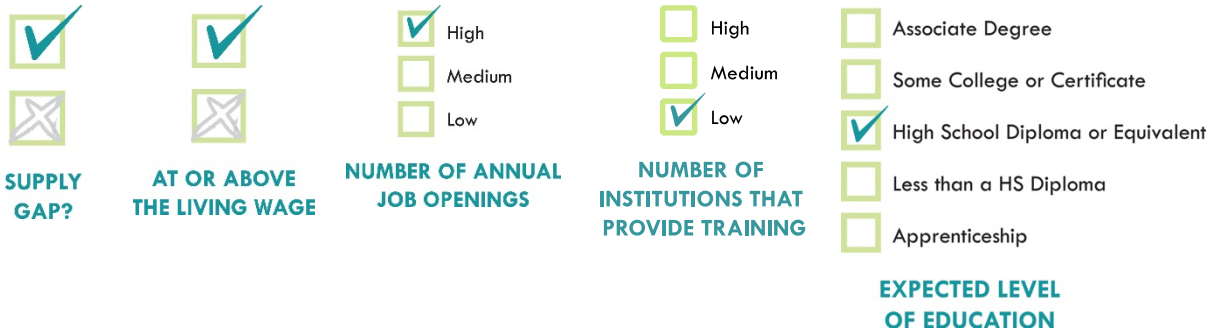 High
Medium
Low
High
Medium
Low
Associate Degree
Some College or Certificate
High School Diploma or Equivalent
Less than a HS Diploma
Apprenticeship
SUPPLY
GAP?
AT OR ABOVE
THE LIVING WAGE
NUMBER OF ANNUAL
JOB OPENINGS
NUMBER OF
INSTITUTIONS THAT
PROVIDE TRAINING
EXPECTED LEVEL
OF EDUCATION